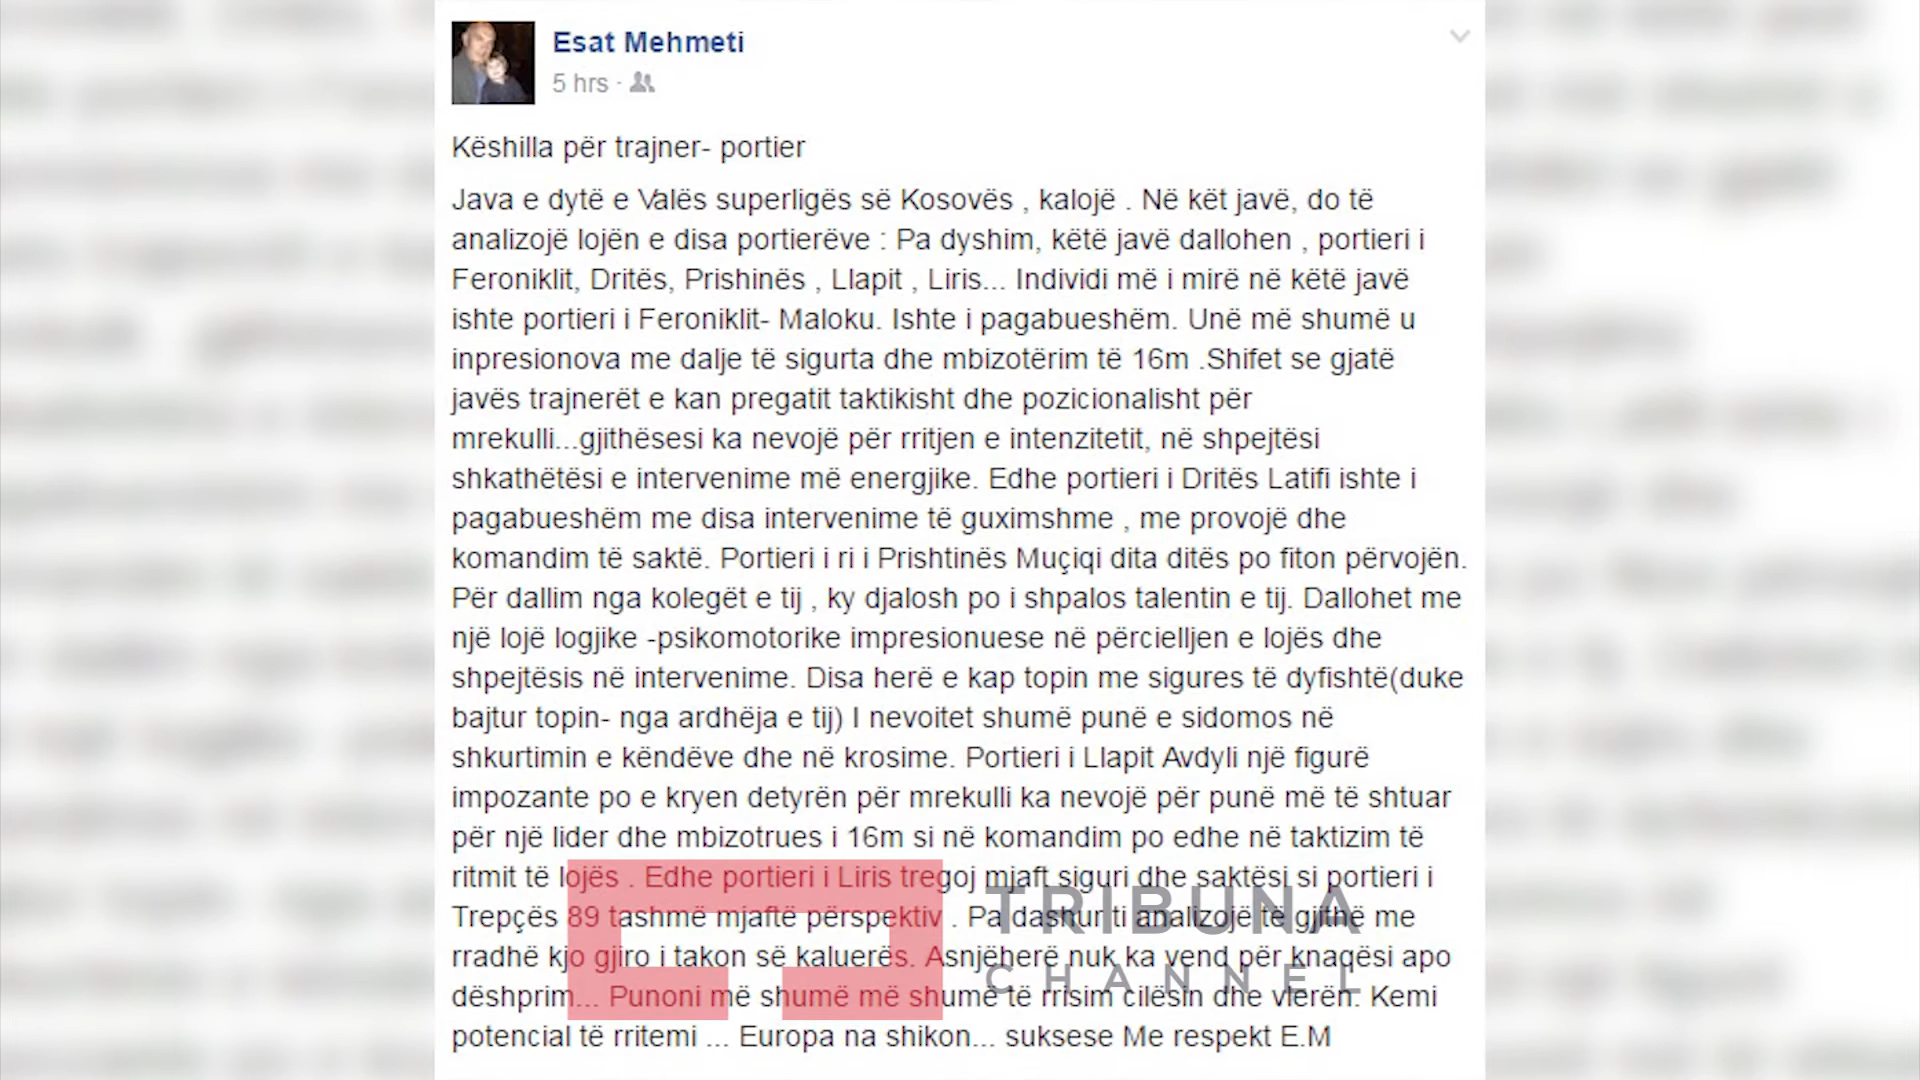 Esat Mehmeti
5 hrs ·
Këshilla për trajner- portier
Java e dytë e Valës superligës së Kosovës , kalojë . Në kët javë, do të
analizojë lojën e disa portierëve : Pa dyshim, këtë javë dallohen , portieri i
Feroniklit, Dritës, Prishinës , Llapit , Liris... Individi më i mirë në këtë javë
ishte portieri i Feroniklit- Maloku. Ishte i pagabueshëm. Unë më shumë u
inpresionova me dalje të sigurta dhe mbizotërim të 16m .Shifet se gjatë
javës trajnerët e kan pregatit taktikisht dhe pozicionalisht për
mrekulli...gjithësesi ka nevojë për rritjen e intenzitetit, në shpejtësi
shkathëtësi e intervenime më energjike. Edhe portieri i Dritës Latifi ishte i
pagabueshëm me disa intervenime të guximshme , me provojë dhe
komandim të saktë. Portieri i ri i Prishtinës Muçiqi dita ditës po fiton përvojën.
Për dallim nga kolegët e tij , ky djalosh po i shpalos talentin e tij. Dallohet me
një lojë logjike -psikomotorike impresionuese në përcielljen e lojës dhe
shpejtësis në intervenime. Disa herë e kap topin me sigures të dyfishtë(duke
bajtur topin- nga ardhëja e tij) I nevoitet shumë punë e sidomos në
shkurtimin e këndëve dhe në krosime. Portieri i Llapit Avdyli një figurë
impozante po e kryen detyrën për mrekulli ka nevojë për punë më të shtuar
për një lider dhe mbizotrues i 16m si në komandim po edhe në taktizim të
ritmit të lojës . Edhe portieri i Liris tregoj mjaft siguri dhe saktësi si portieri i
Trepçës 89 tashmë mjaftë përspektiv . Pa dashur ti analizojë të gjithë me
rradhë kjo gjiro i takon së kaluerës. Asnjëherë nuk ka vend për knaqësi apo
dëshprim... Punoni më shumë më shumë të rrisim cilësin dhe vlerën. Kemi
potencial të rritemi ... Europa na shikon... suksese Me respekt E.M
TRIBUNA
CHANNEL